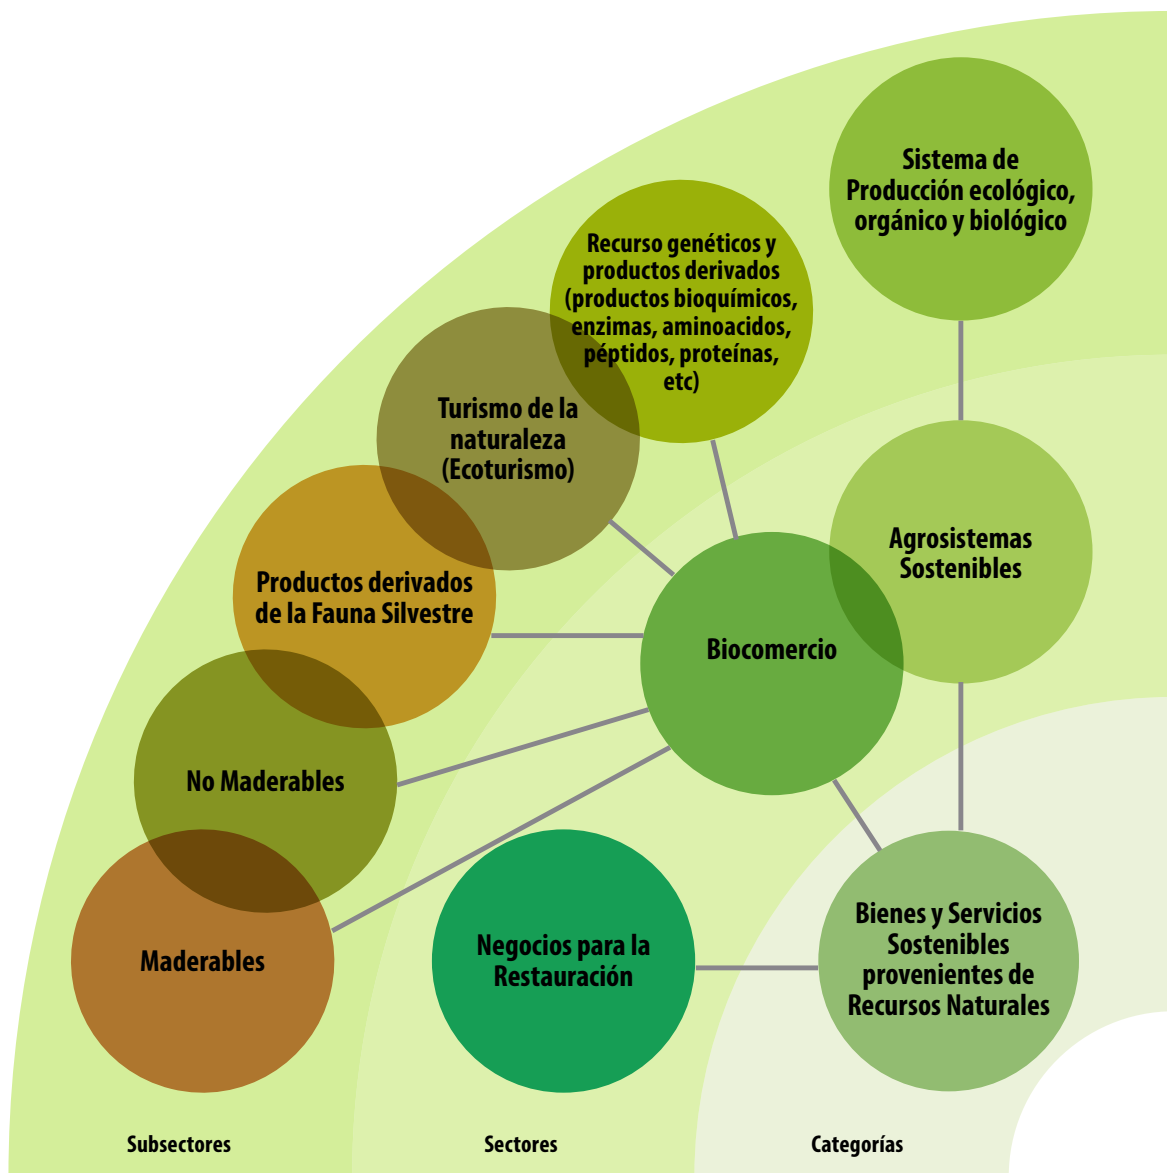 Sistema de
Producción ecológico,
orgánico y biológico
Recurso genéticos y
productos derivados
(productos bioquímicos,
enzimas, aminoacidos,
péptidos, proteínas,
etc)
Turismo de la
naturaleza
(Ecoturismo)
Agrosistemas
Sostenibles
Productos derivados
de la Fauna Silvestre
Biocomercio
No Maderables
Maderables
Negocios para la
Restauración
Bienes y Servicios
Sostenibles
provenientes de
Recursos Naturales
Subsectores
Sectores
Categorías